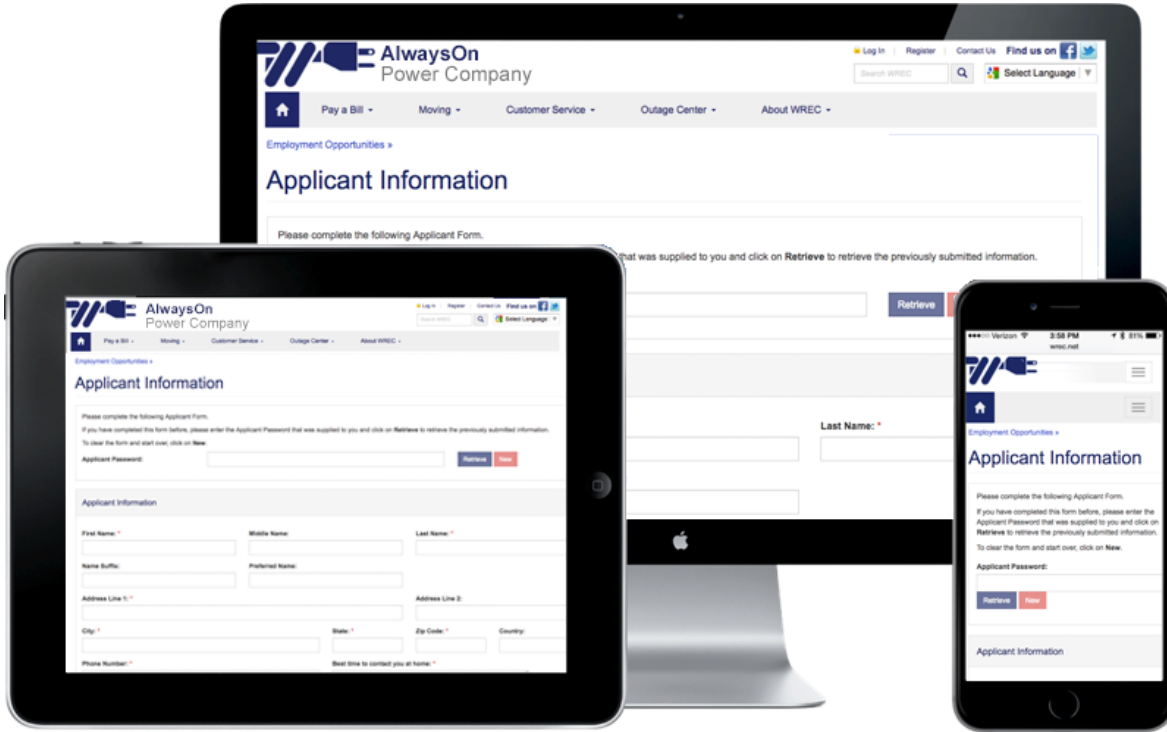 AlwaysOn
Power Company
Log In Register Contact Us Find us on
Search WREC Select Language ▼
Pay a Bill Moving Customer Service Outage Center About WREC
Employment Opportunities »
Applicant Information
Please complete the following Applicant Form.
that was supplied to you and click on Retrieve to retrieve the previously submitted information.
Retrieve
Last Name: *
AlwaysOn
Power Company
Log In Register Contact Us Find us on
Search WREC Select Language ▼
Pay a Bill Moving Customer Service Outage Center About WREC
Employment Opportunities »
Applicant Information
Please complete the following Applicant Form.
If you have completed this form before, please enter the Applicant Password that was supplied to you and click on Retrieve to retrieve the previously submitted information.
To clear the form and start over, click on New.
Applicant Password: Retrieve New
Applicant Information
First Name: * Middle Name: Last Name: *
Name Suffix: Preferred Name:
Address Line 1: * Address Line 2:
City: * State: * Zip Code: * Country:
Phone Number: * Best time to contact you at home: *
Verizon 3:58 PM 81%
wrec.net
Employment Opportunities »
Applicant Information
Please complete the following Applicant Form.
If you have completed this form before, please enter the
Applicant Password that was supplied to you and click on
Retrieve to retrieve the previously submitted information.
To clear the form and start over, click on New.
Applicant Password:
Retrieve New
Applicant Information